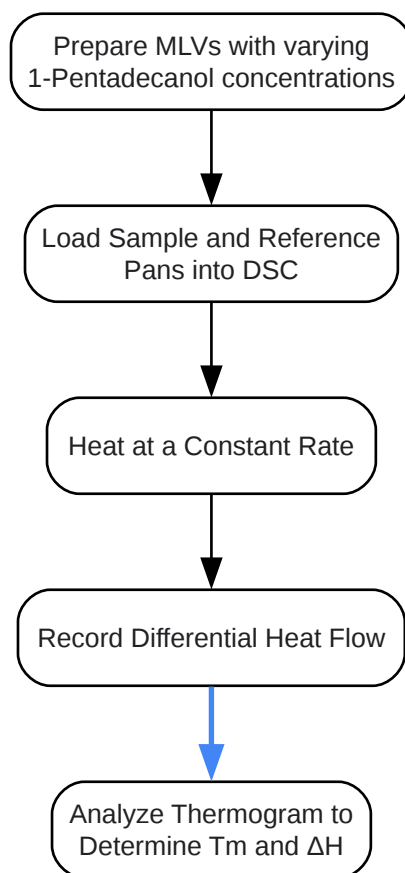 Prepare MLVs with varying
1-Pentadecanol concentrations
Load Sample and Reference
Pans into DSC
Heat at a Constant Rate
Record Differential Heat Flow
Analyze Thermogram to
Determine Tm and ΔH